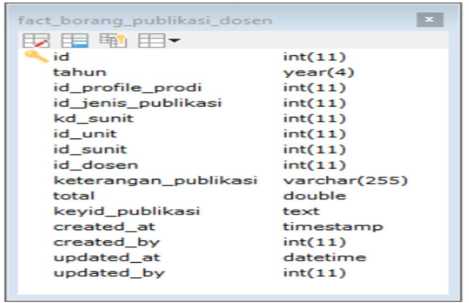 fact_borang_publikasi_dosen
id int(11)
tahun year(4)
id_profile_prodi int(11)
id_jenis_publikasi int(11)
kd_sunit int(11)
id_unit int(11)
id_sunit int(11)
id_dosen int(11)
keterangan_publikasi varchar(255)
total double
keyid_publikasi text
created_at timestamp
created_by int(11)
updated_at datetime
updated_by int(11)